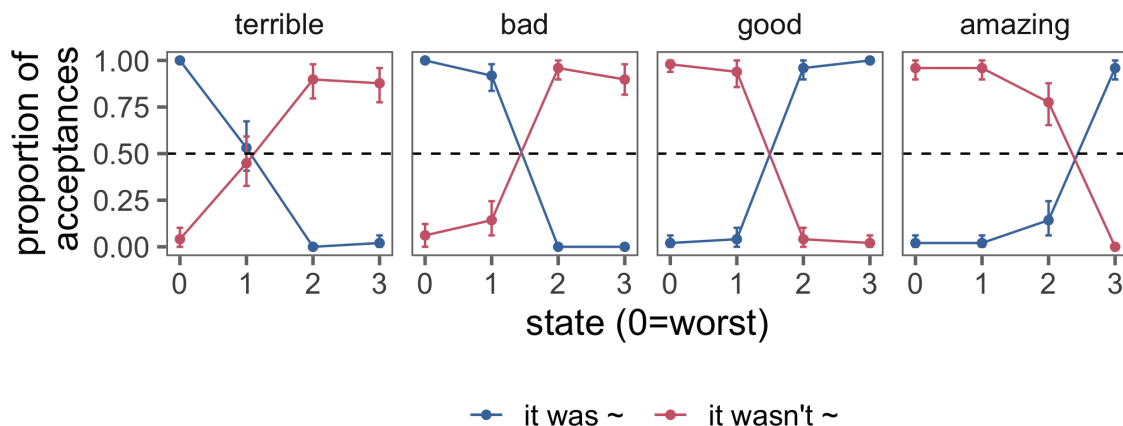 terrible bad good amazing
proportion of
acceptances
1.00
0.75
0.50
0.25
0.00
0 1 2 3 0 1 2 3 0 1 2 3 0 1 2 3
state (0=worst)
it was ~ it wasn't ~